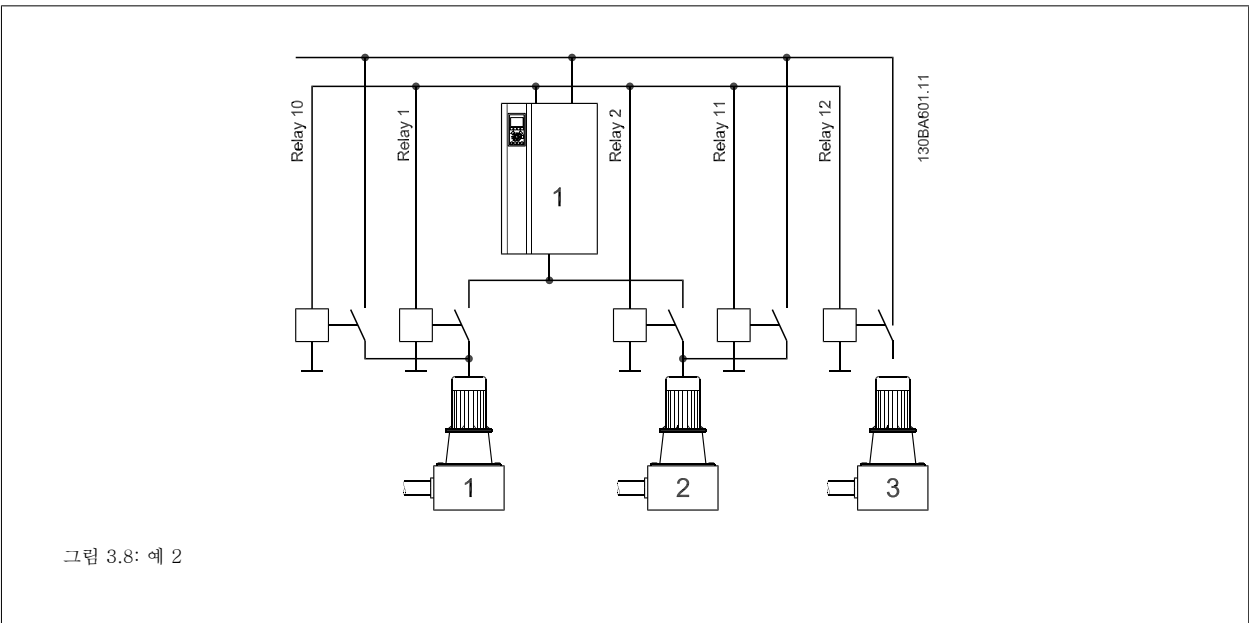 Relay 10
Relay 1
Relay 2
Relay 11
Relay 12
130BA601.11
1
1
2
3
그림 3.8: 예 2